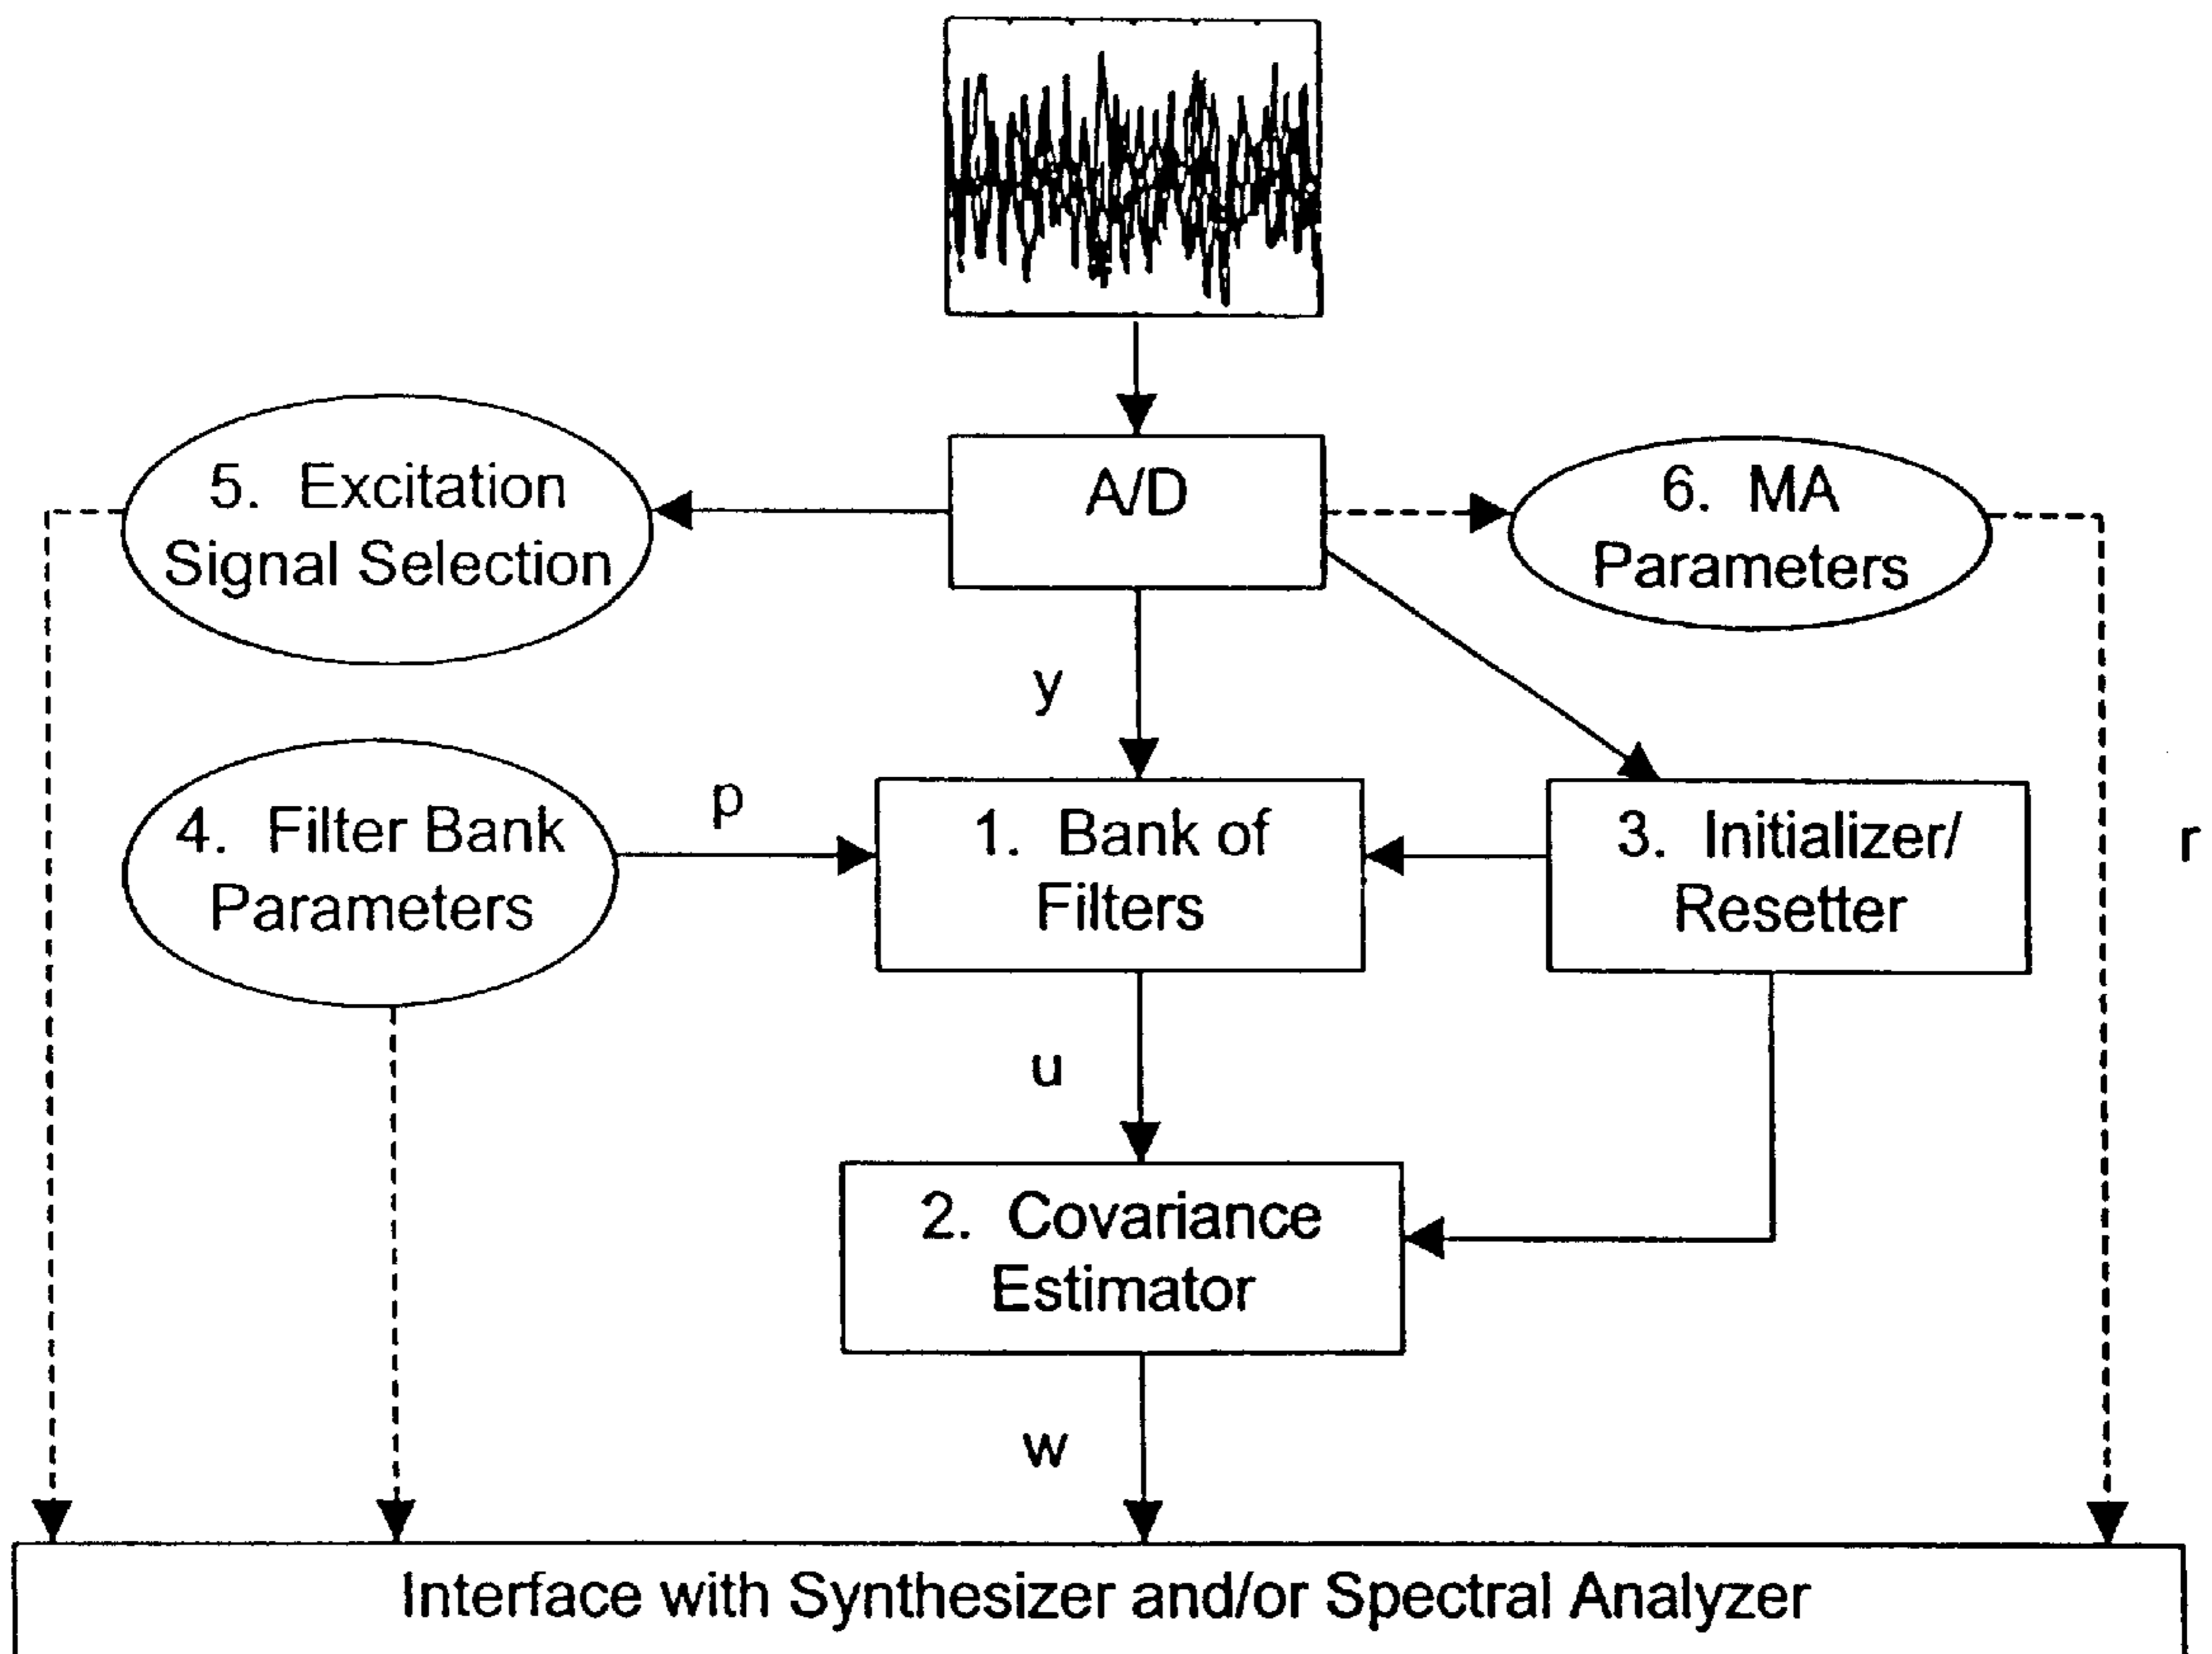 A/D
5. Excitation
Signal Selection
6. MA
Parameters
y
4. Filter Bank
Parameters
p
1. Bank of
Filters
3. Initializer/
Resetter
r
u
2. Covariance
Estimator
w
Interface with Synthesizer and/or Spectral Analyzer